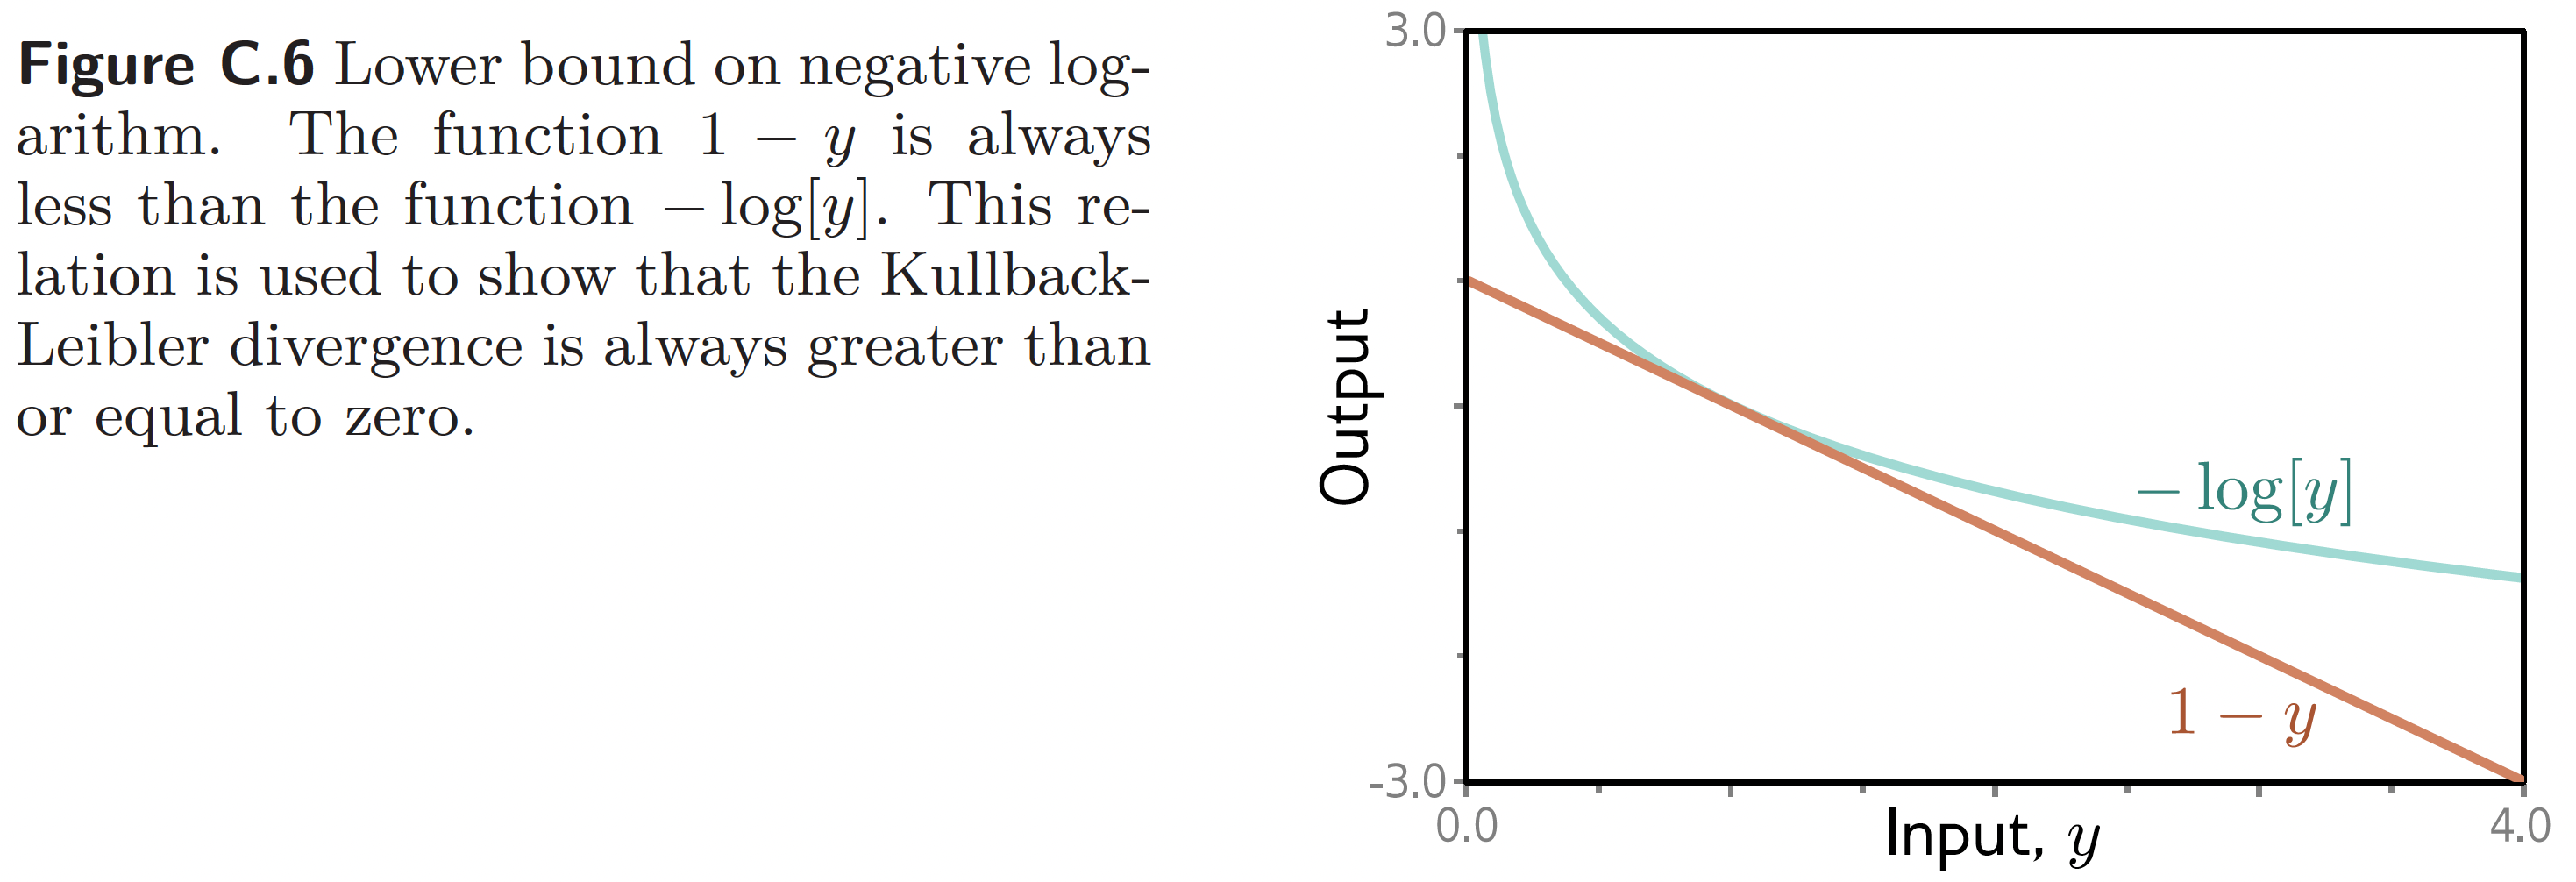 Figure C.6 Lower bound on negative log-
arithm. The function 1 − y is always
less than the function − log[y]. This re-
lation is used to show that the Kullback-
Leibler divergence is always greater than
or equal to zero.
3.0
Output
− log[y]
1 − y
-3.0
0.0
4.0
Input, y